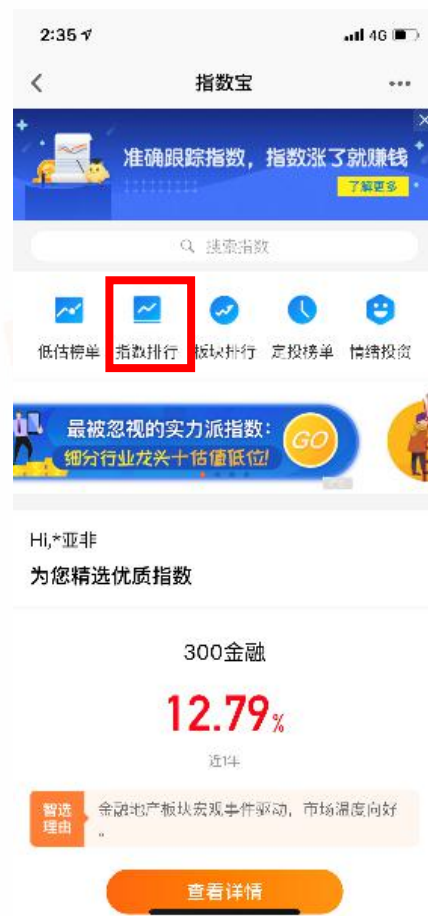 2:35
4G
指数宝
准确跟踪指数，指数涨了就赚钱
了解更多
搜索指数
低估榜单 指数排行 板块排行 定投榜单 情绪投资
最被忽视的实力派指数：
GO
细分行业龙头+估值低位!
Hi,*亚非
为您精选优质指数
300金融
12.79%
近1年
智选
理由
金融地产板块宏观事件驱动，市场温度向好
。
查看详情